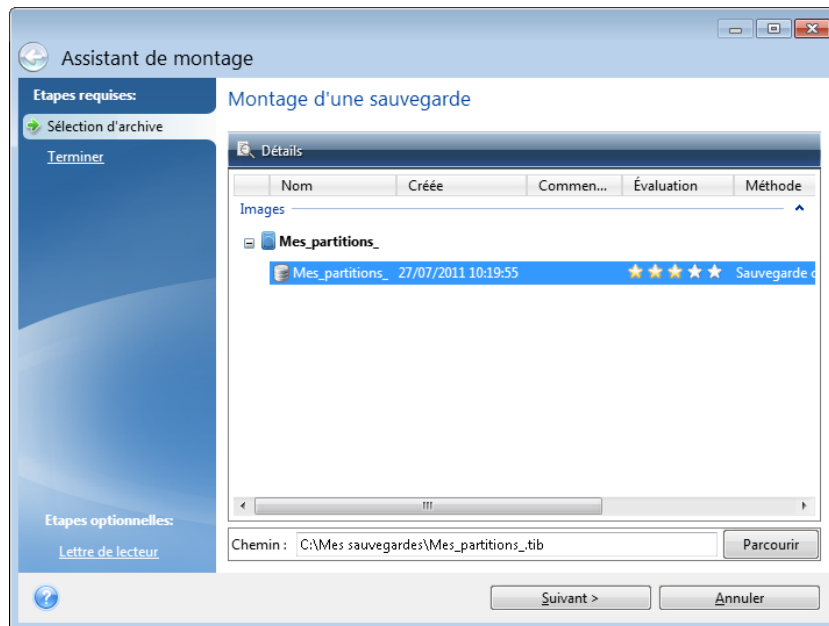 Assistant de montage
Etapes requises:
Sélection d'archive
Terminer
Etapes optionnelles:
Lettre de lecteur
Montage d'une sauvegarde
Détails
Nom Créée Commen... Évaluation Méthode
Images
Mes_partitions_
Mes_partitions_ 27/07/2011 10:19:55 Sauvegarde
Chemin : C:\Mes sauvegardes\Mes_partitions_.tib Parcourir
Suivant > Annuler